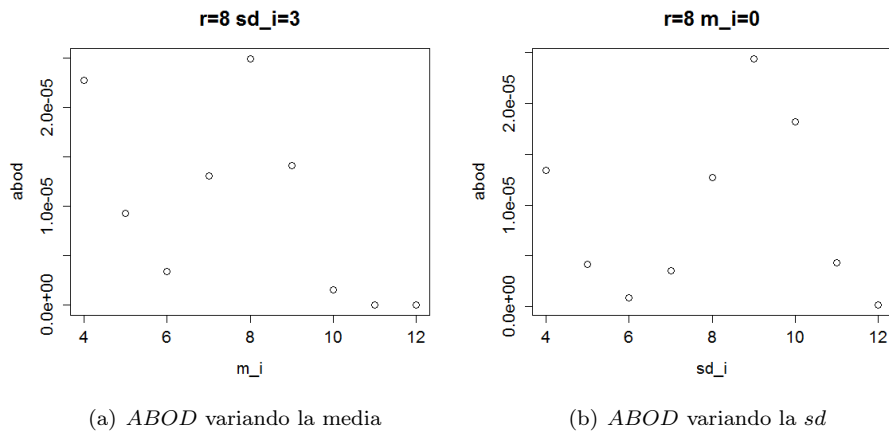 r=8 sd_i=3
abod
0.0e+00
1.0e-05
2.0e-05
4
6
8
10
12
m_i
(a) ABOD variando la media
r=8 m_i=0
abod
0.0e+00
1.0e-05
2.0e-05
4
6
8
10
12
sd_i
(b) ABOD variando la sd